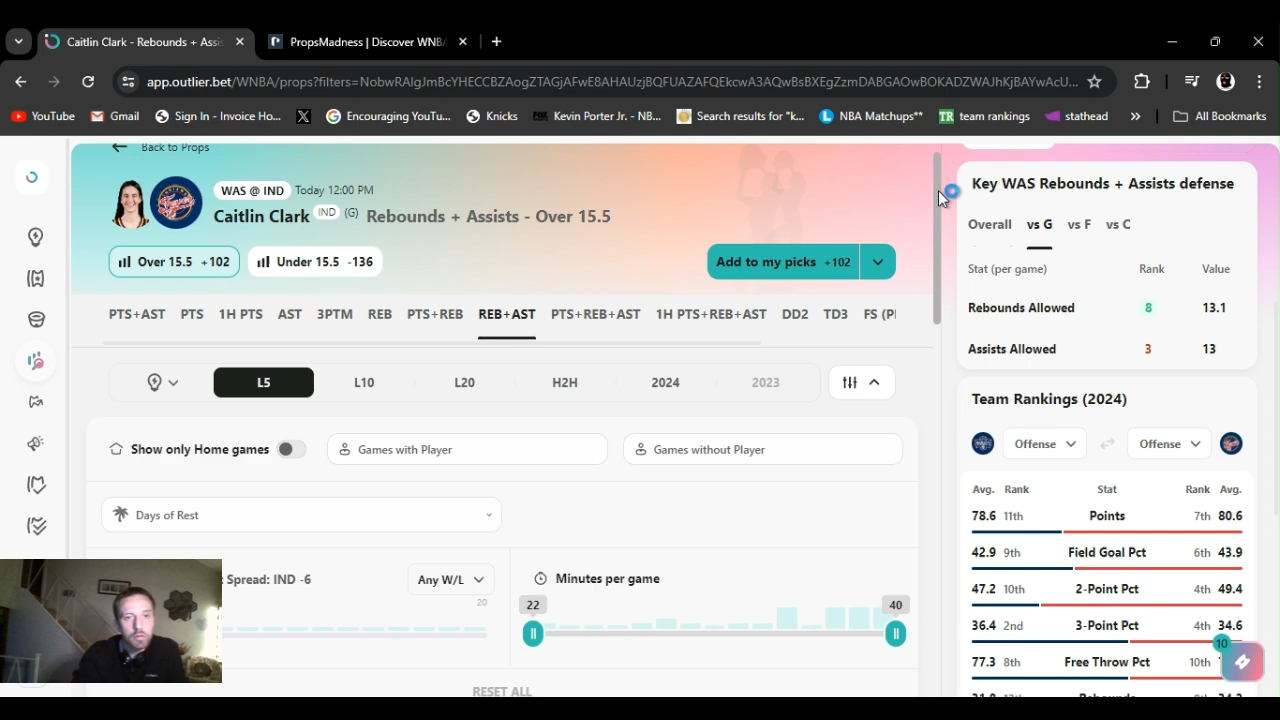 Caitlin Clark - Rebounds + Assis
PropsMadness | Discover WNB
app.outlier.bet/WNBA/props?filters=NobwRAlgJmBcYHECCBZAogZTAGjAFwE8AHAUzjBQFUAZAFQEkcwA3AQwBsBXEgZzmDABGAOwBOKADZWAJhKjBAYwAcU...
YouTube
Gmail
Sign In - Invoice Ho...
Encouraging YouTu...
Knicks
FOX
Kevin Porter Jr. - NB...
Search results for "k...
NBA Matchups**
TR
team rankings
stathead
»
All Bookmarks
Back to Props
WAS @ IND
Today 12:00 PM
Caitlin Clark IND (G) Rebounds + Assists - Over 15.5
Over 15.5 +102
Under 15.5 -136
Add to my picks +102
PTS+AST PTS 1H PTS AST 3PTM REB PTS+REB REB+AST PTS+REB+AST 1H PTS+REB+AST DD2 TD3 FS (P
L5 L10 L20 H2H 2024 2023
Show only Home games
Games with Player
Games without Player
Days of Rest
Spread: IND -6
Any W/L
20
Minutes per game
22
40
RESET ALL
Key WAS Rebounds + Assists defense
Overall vs G vs F vs C
Stat (per game) Rank Value
Rebounds Allowed 8 13.1
Assists Allowed 3 13
Team Rankings (2024)
Offense
Offense
Avg. Rank Stat Rank Avg.
78.6 11th Points 7th 80.6
42.9 9th Field Goal Pct 6th 43.9
47.2 10th 2-Point Pct 4th 49.4
36.4 2nd 3-Point Pct 4th 34.6
77.3 8th Free Throw Pct 10th
10